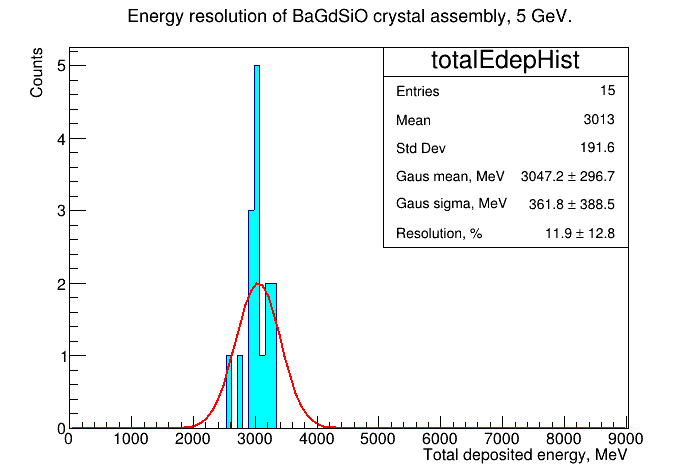 Energy resolution of BaGdSiO crystal assembly, 5 GeV.
Counts
totalEdepHist
Entries 15
Mean 3013
Std Dev 191.6
Gaus mean, MeV 3047.2 ± 296.7
Gaus sigma, MeV 361.8 ± 388.5
Resolution, % 11.9 ± 12.8
5
4
3
2
1
0
0 1000 2000 3000 4000 5000 6000 7000 8000 9000
Total deposited energy, MeV